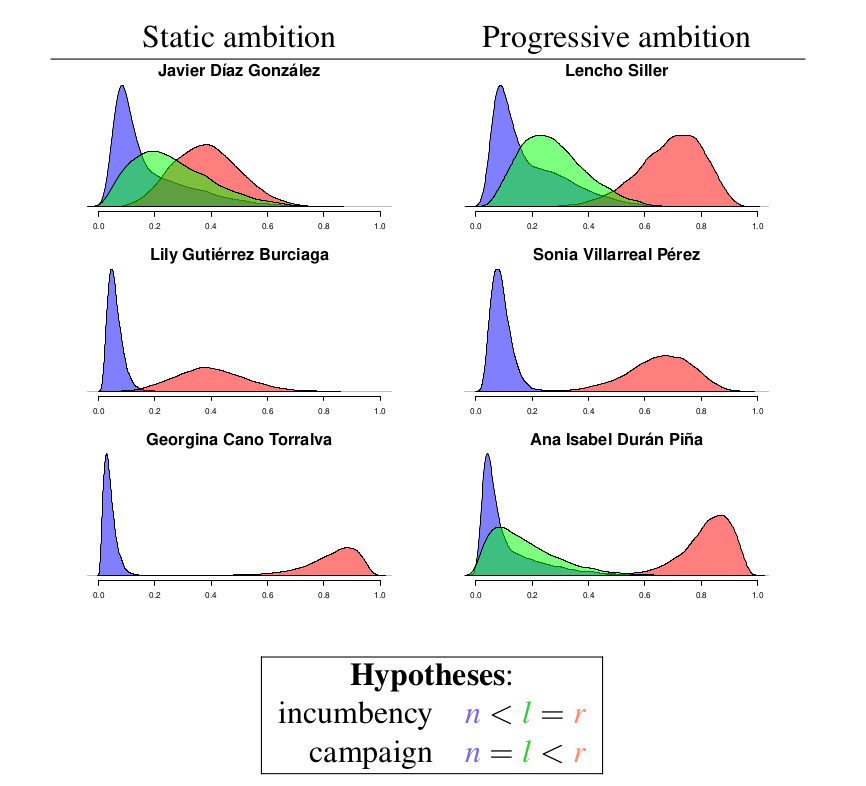 Static ambition Progressive ambition
Javier Díaz González Lencho Siller
0.0 0.2 0.4 0.6 0.8 1.0 0.0 0.2 0.4 0.6 0.8 1.0
Lily Gutiérrez Burciaga Sonia Villarreal Pérez
0.0 0.2 0.4 0.6 0.8 1.0 0.0 0.2 0.4 0.6 0.8 1.0
Georgina Cano Torralva Ana Isabel Durán Piña
0.0 0.2 0.4 0.6 0.8 1.0 0.0 0.2 0.4 0.6 0.8 1.0
Hypotheses:
incumbency n < l = r
campaign n = l < r